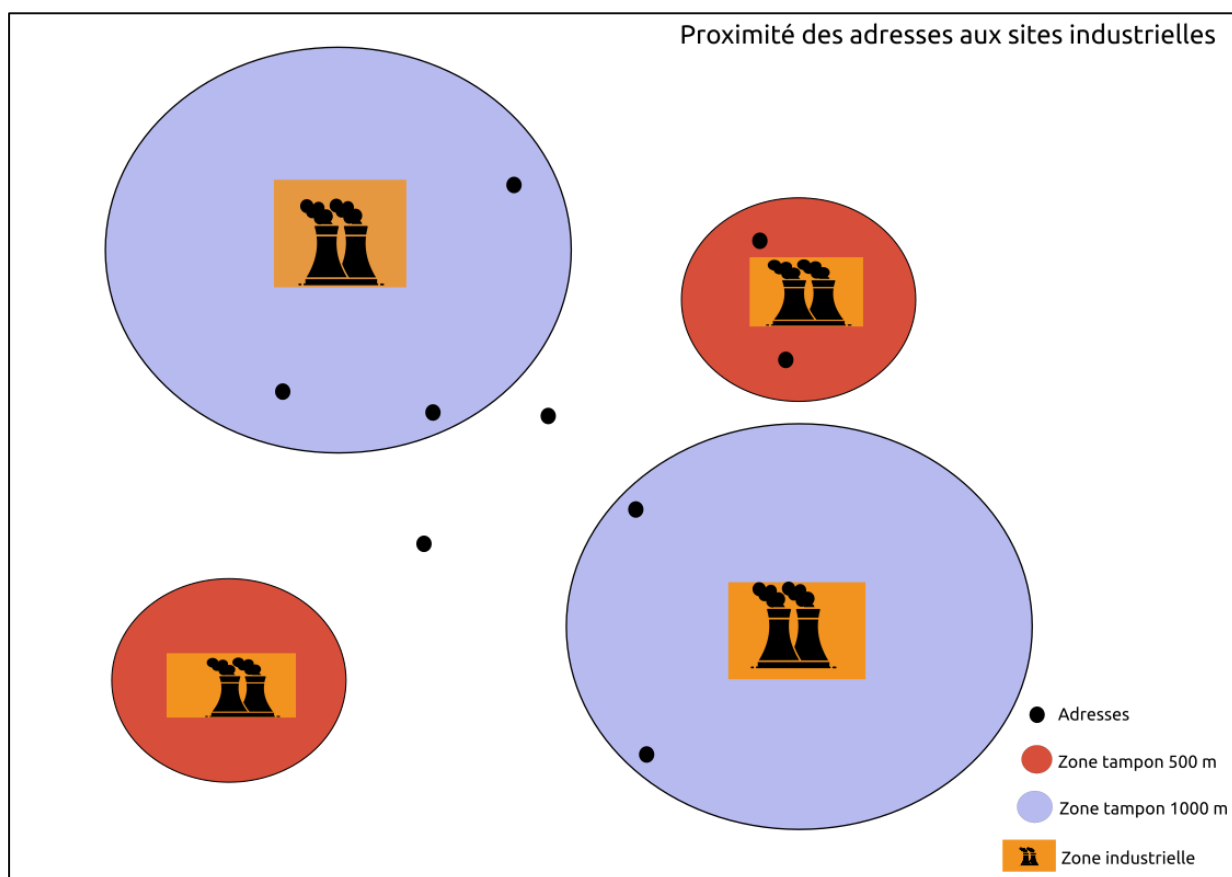 Proximité des adresses aux sites industrielles
Adresses
Zone tampon 500 m
Zone tampon 1000 m
Zone industrielle